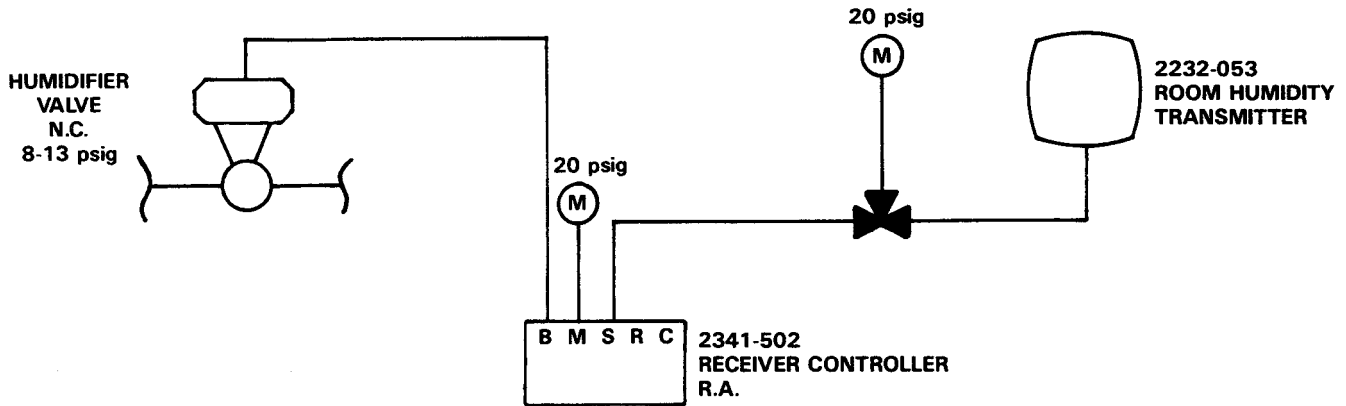 HUMIDIFIER
VALVE
N.C.
8-13 psig
20 psig
M
20 psig
M
2232-053
ROOM HUMIDITY
TRANSMITTER
B M S R C
2341-502
RECEIVER CONTROLLER
R.A.